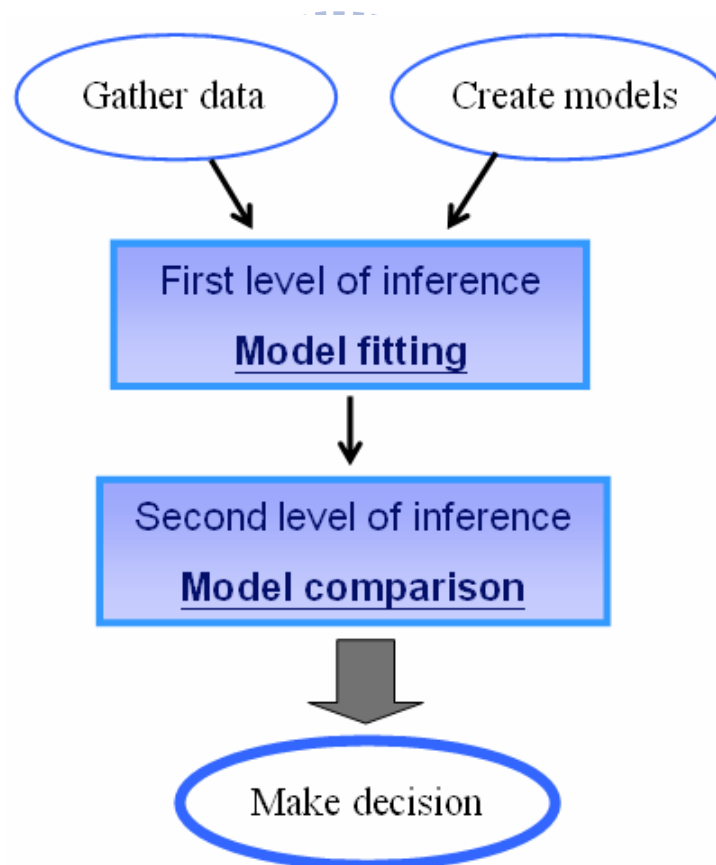 Gather data
Create models
First level of inference
Model fitting
Second level of inference
Model comparison
Make decision